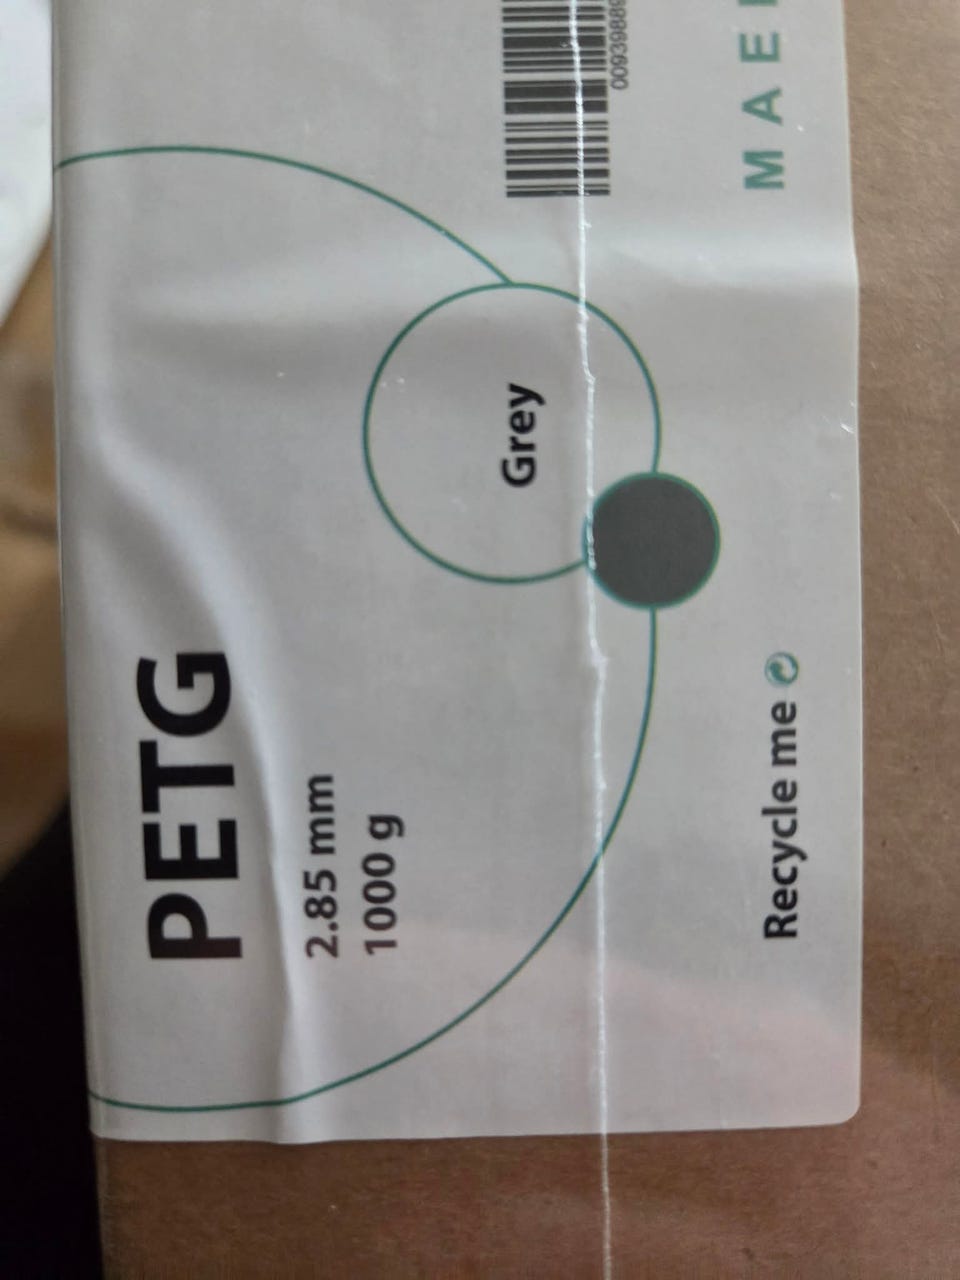 PETG
2.85 mm
1000 g
Grey
Recycle me